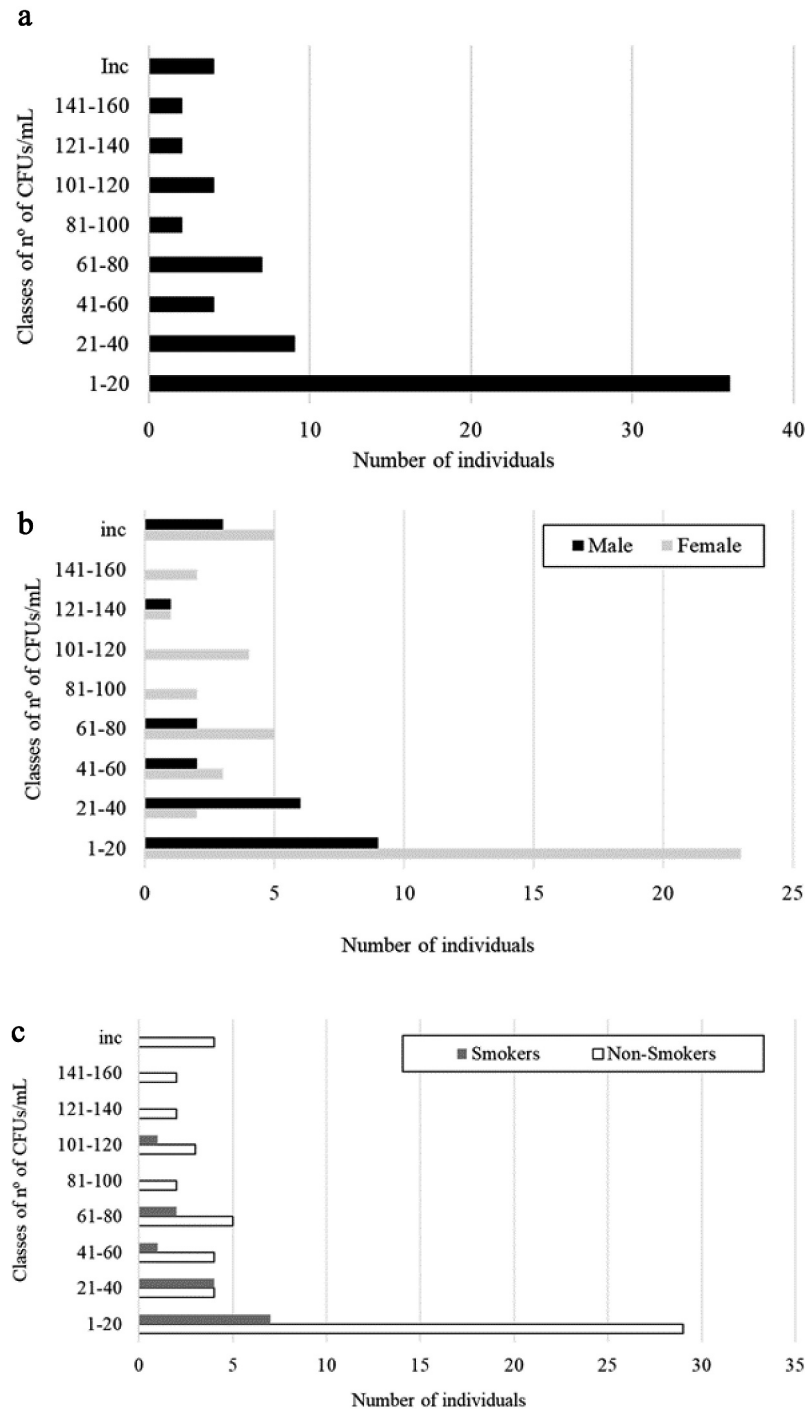 a
Inc
141-160
121-140
101-120
81-100
61-80
41-60
21-40
1-20
Classes of nº of CFUs/mL
0 10 20 30 40
Number of individuals
b
Male Female
inc
141-160
121-140
101-120
81-100
61-80
41-60
21-40
1-20
Classes of nº of CFUs/mL
0 5 10 15 20 25
Number of individuals
c
Smokers Non-Smokers
inc
141-160
121-140
101-120
81-100
61-80
41-60
21-40
1-20
Classes of nº of CFUs/mL
0 5 10 15 20 25 30 35
Number of individuals